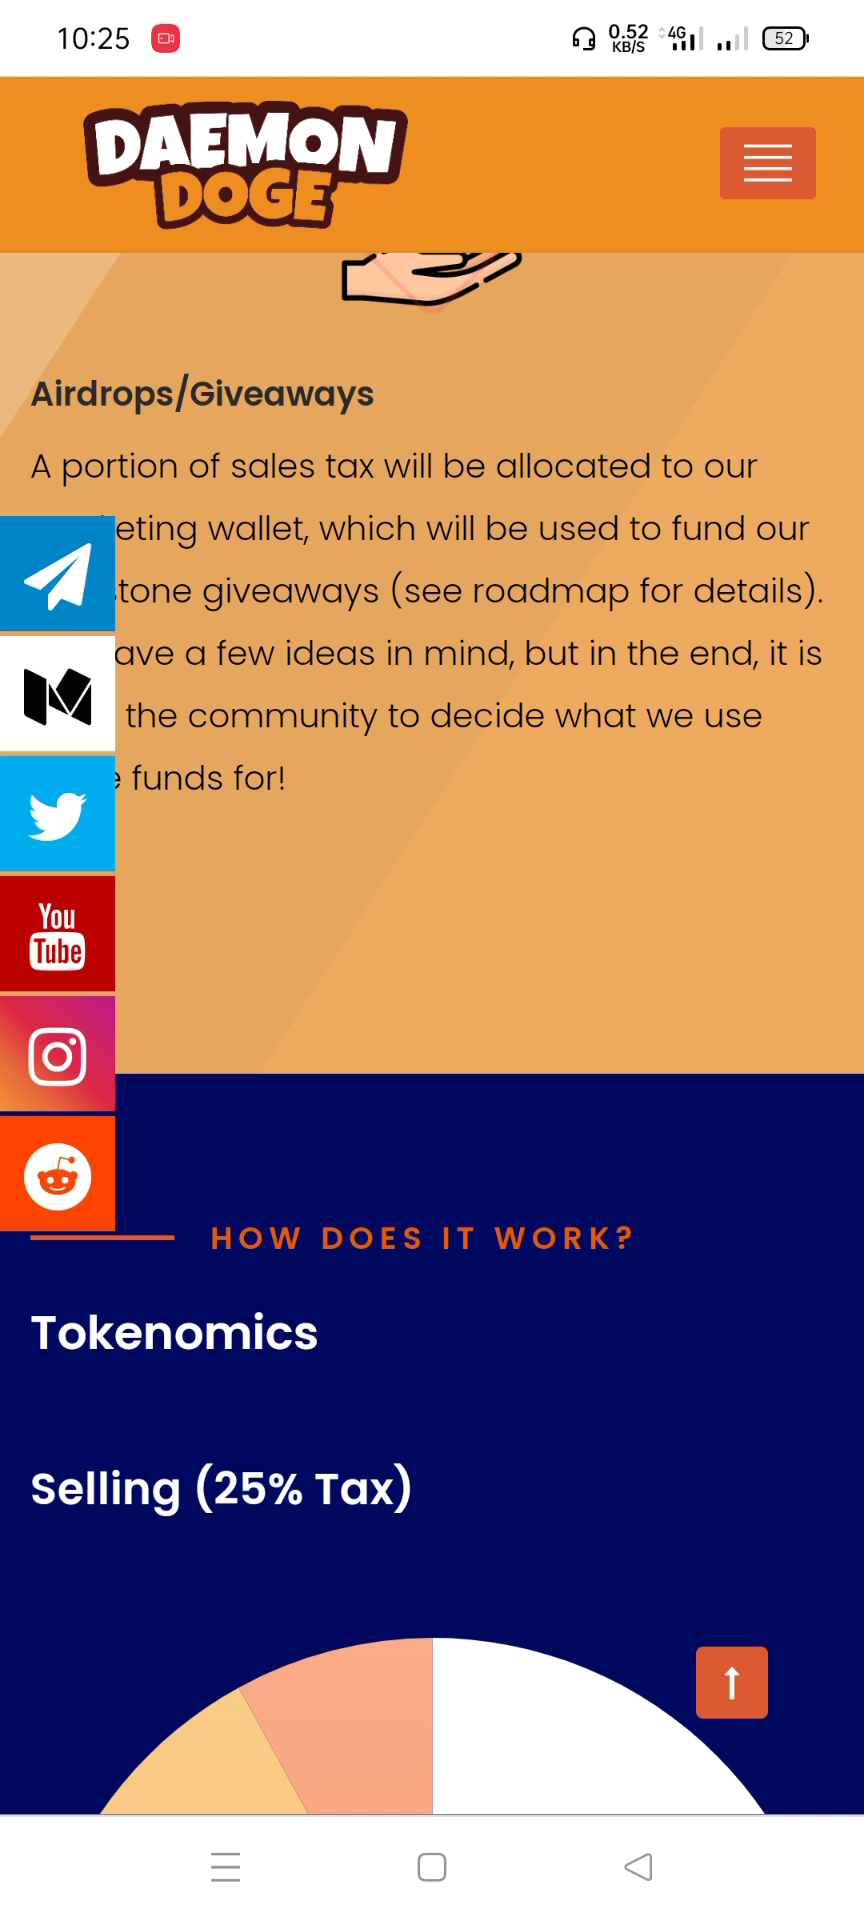 10:25
0.52
KB/S
4G
52
DAEMON
DOGE
Airdrops/Giveaways
A portion of sales tax will be allocated to our
eting wallet, which will be used to fund our
tone giveaways (see roadmap for details).
ave a few ideas in mind, but in the end, it is
the community to decide what we use
funds for!
You
Tube
HOW DOES IT WORK?
Tokenomics
Selling (25% Tax)